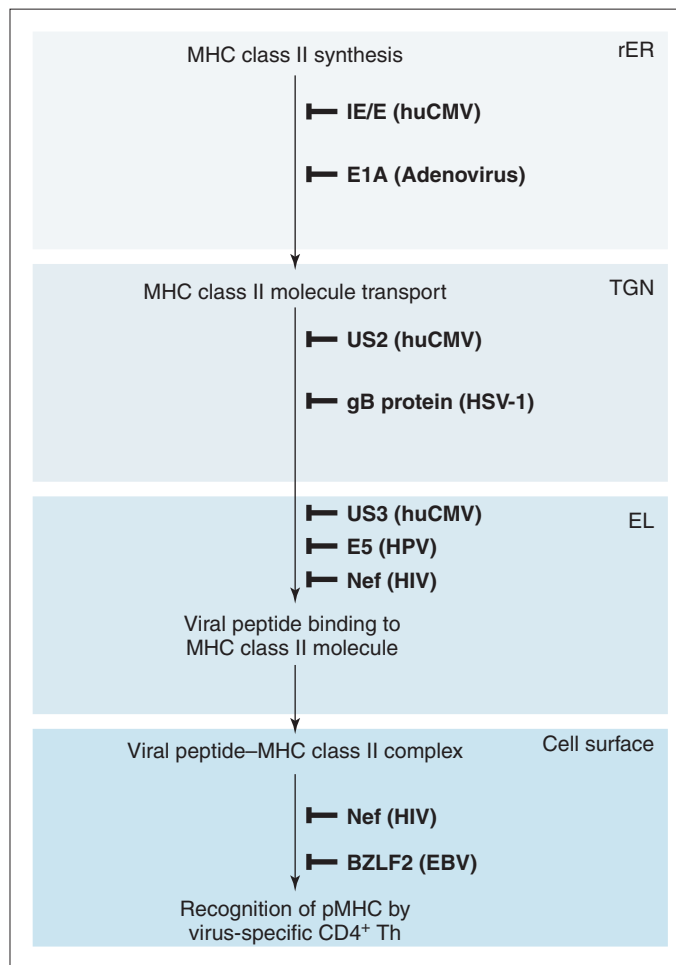 MHC class II synthesis
rER
IE/E (huCMV)
E1A (Adenovirus)
MHC class II molecule transport
TGN
US2 (huCMV)
gB protein (HSV-1)
US3 (huCMV)
EL
E5 (HPV)
Nef (HIV)
Viral peptide binding to
MHC class II molecule
Cell surface
Viral peptide–MHC class II complex
Nef (HIV)
BZLF2 (EBV)
Recognition of pMHC by
virus-specific CD4⁺ Th